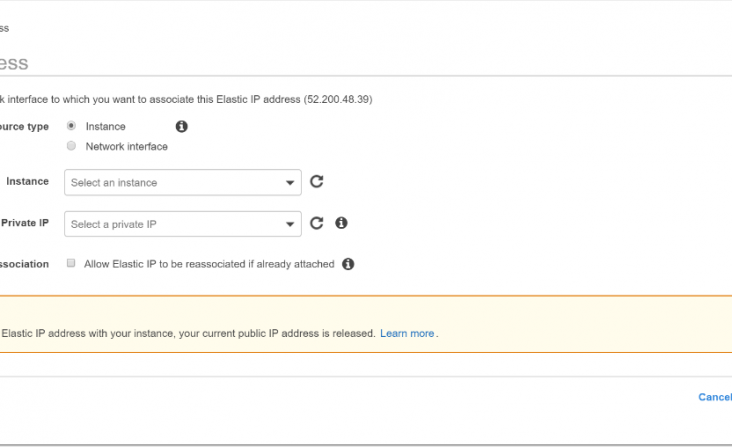 ss
ess
k interface to which you want to associate this Elastic IP address (52.200.48.39)
ource type Instance
Network interface
Instance Select an instance
Private IP Select a private IP
ssociation Allow Elastic IP to be reassociated if already attached
Elastic IP address with your instance, your current public IP address is released. Learn more.
Cancel